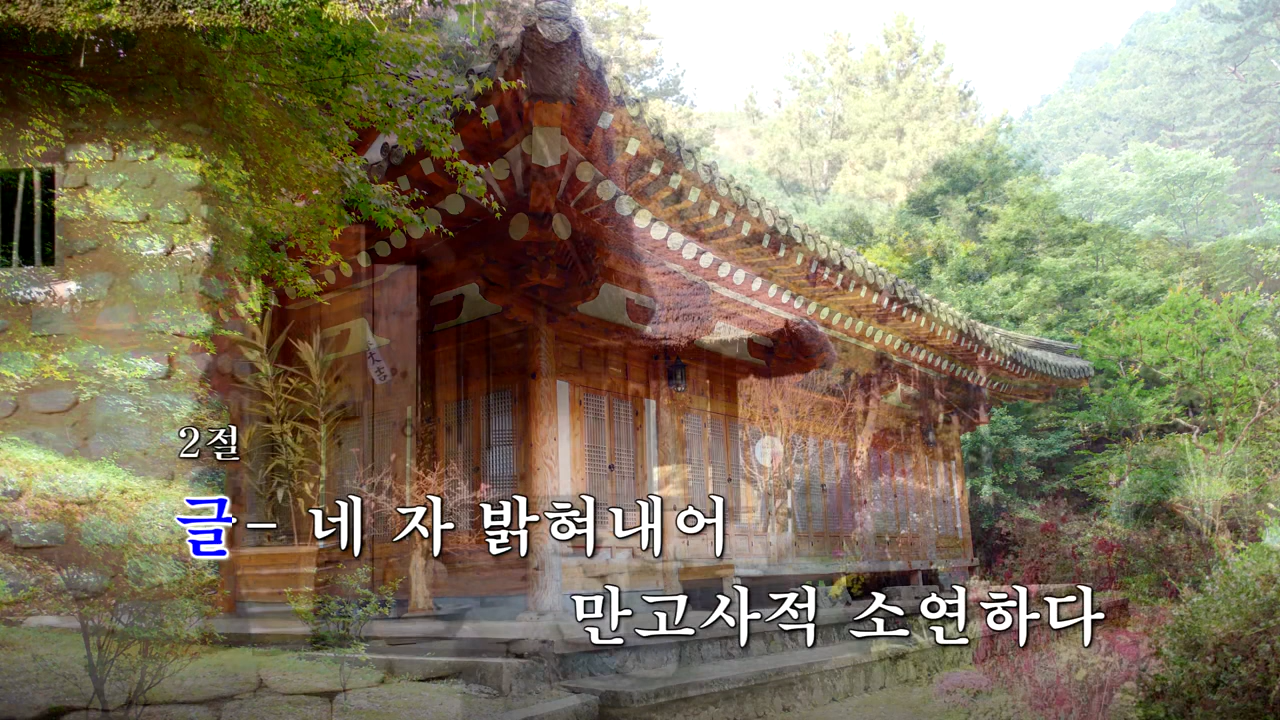 2절
글- 네 자 밝혀내어
만고사적 소연하다